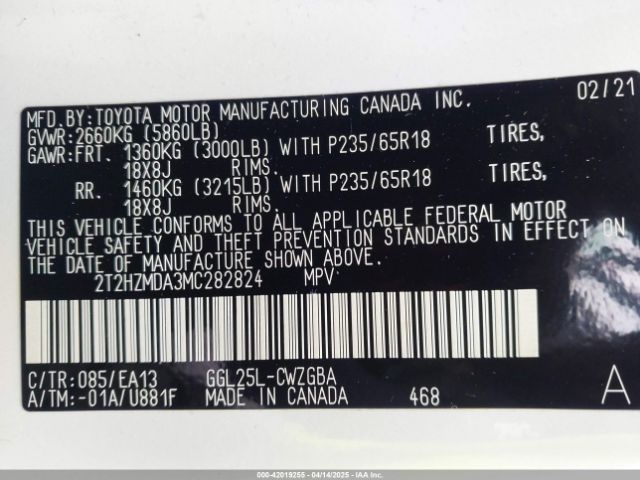 MFD.BY:TOYOTA MOTOR MANUFACTURING CANADA INC. 02/21
GVWR:2660KG (5860LB)
GAWR:FRT. 1360KG (3000LB) WITH P235/65R18 TIRES,
18X8J RIMS.
RR. 1460KG (3215LB) WITH P235/65R18 TIRES,
18X8J RIMS.
THIS VEHICLE CONFORMS TO ALL APPLICABLE FEDERAL MOTOR
VEHICLE SAFETY AND THEFT PREVENTION STANDARDS IN EFFECT ON
THE DATE OF MANUFACTURE SHOWN ABOVE.
2T2HZMDA3MC282824 MPV
C/TR:085/EA13 GGL25L-CWZGBA A
A/TM:-01A/U881F MADE IN CANADA 468
000-42019255 - 04/14/2025 - IAAI